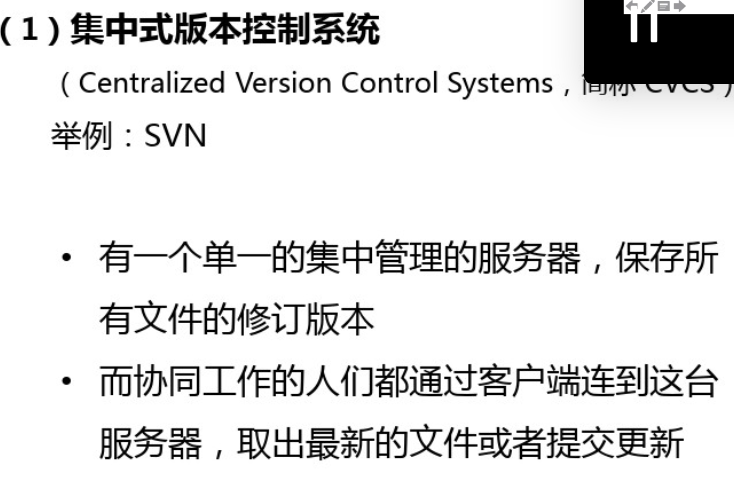 （1）集中式版本控制系统
（Centralized Version Control Systems，简称 CVCS）
举例：SVN
• 有一个单一的集中管理的服务器，保存所
有文件的修订版本
• 而协同工作的人们都通过客户端连到这台
服务器，取出最新的文件或者提交更新